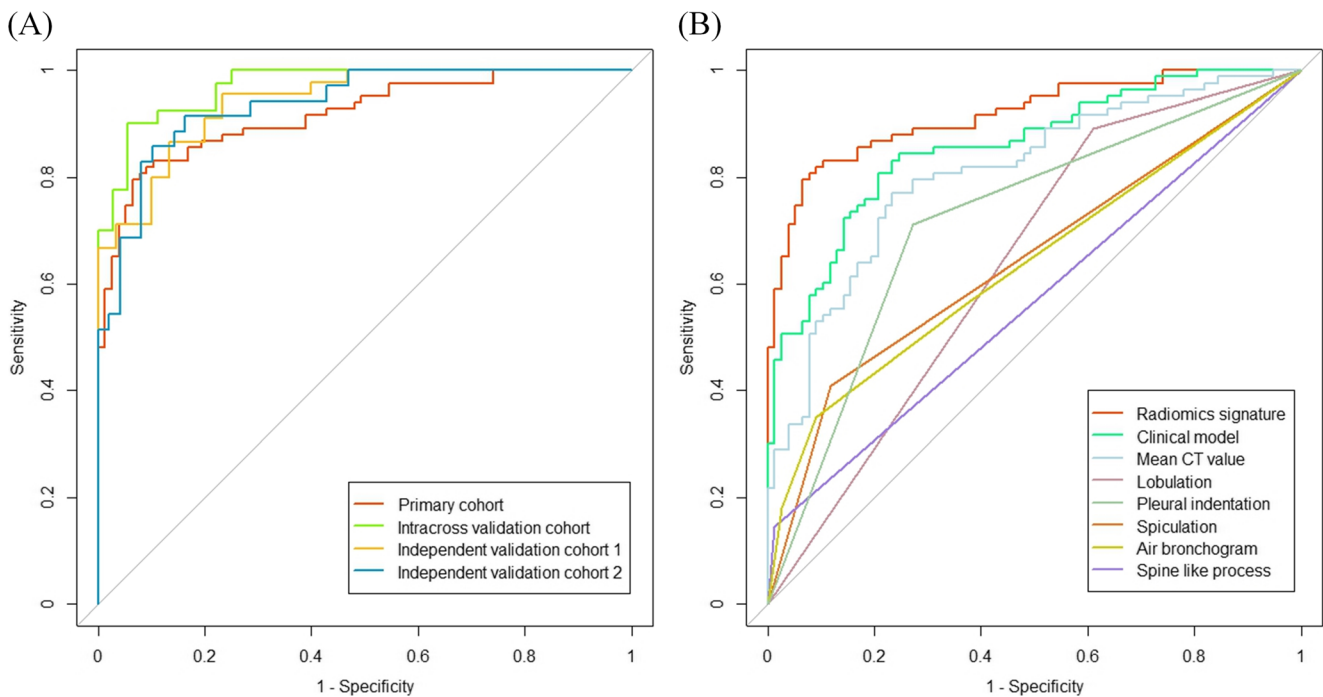 (A)
1
0.8
0.6
0.4
0.2
0
Sensitivity
0 0.2 0.4 0.6 0.8 1
1 - Specificity
Primary cohort
Intracross validation cohort
Independent validation cohort 1
Independent validation cohort 2
(B)
1
0.8
0.6
0.4
0.2
0
Sensitivity
0 0.2 0.4 0.6 0.8 1
1 - Specificity
Radiomics signature
Clinical model
Mean CT value
Lobulation
Pleural indentation
Spiculation
Air bronchogram
Spine like process